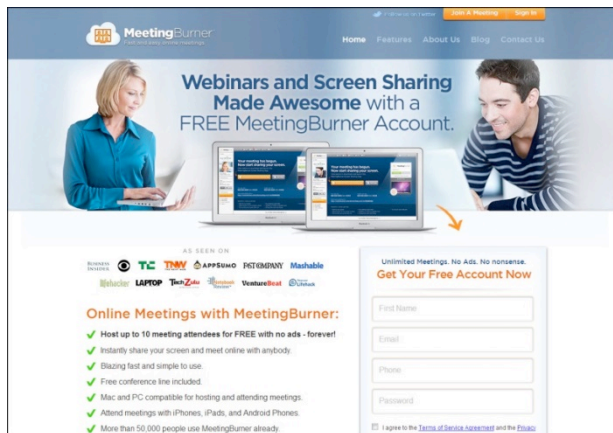 Join A Meeting
Sign In
MeetingBurner
Home
Features
About Us
Blog
Contact Us
Webinars and Screen Sharing
Made Awesome with a
FREE MeetingBurner Account.
AS SEEN ON
BUSINESS
INSIDER
TC
TNW
APPSUMO
FAST COMPANY
Mashable
lifehacker
LAPTOP
TechZulu
VentureBeat
Lifehack
Unlimited Meetings. No Ads. No nonsense.
Get Your Free Account Now
First Name
Email
Phone
Password
I agree to the Terms of Service Agreement and the Privacy
Online Meetings with MeetingBurner:
Host up to 10 meeting attendees for FREE with no ads - forever!
Instantly share your screen and meet online with anybody.
Blazing fast and simple to use.
Free conference line included.
Mac and PC compatible for hosting and attending meetings.
Attend meetings with iPhones, iPads, and Android Phones.
More than 50,000 people use MeetingBurner already.